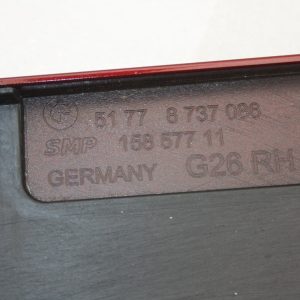 51 77 8 737 086
SMP 158 577 11
GERMANY G26 RH